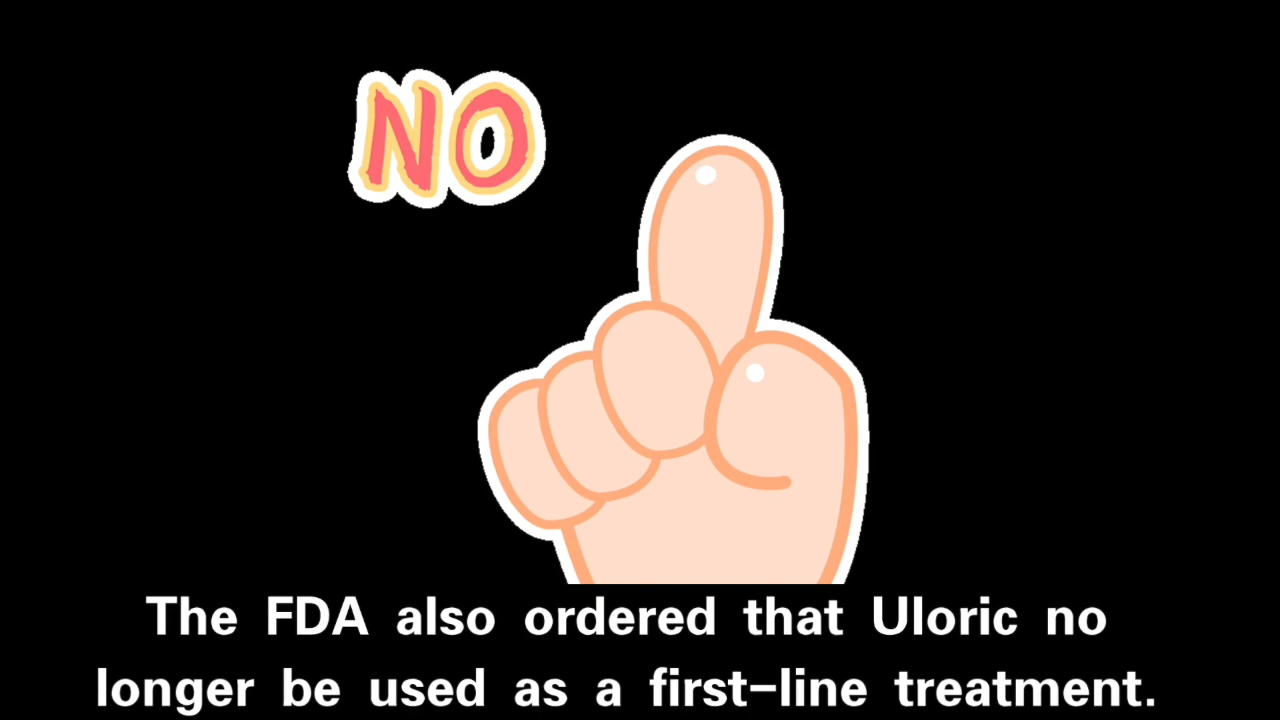 NO
The FDA also ordered that Uloric no
longer be used as a first-line treatment.